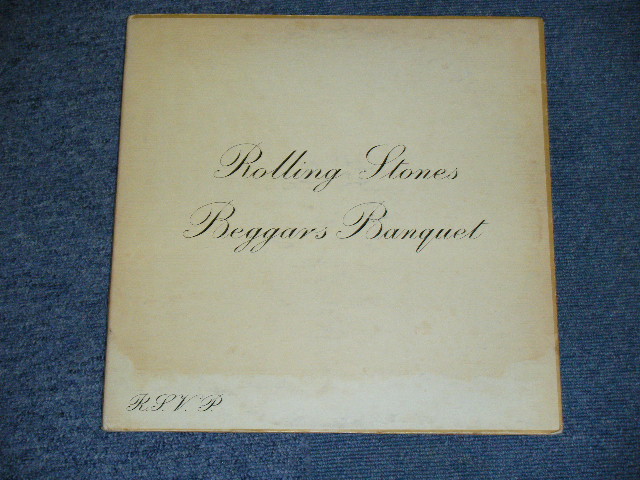 Rolling Stones
Beggars Banquet
R.S.V.P.